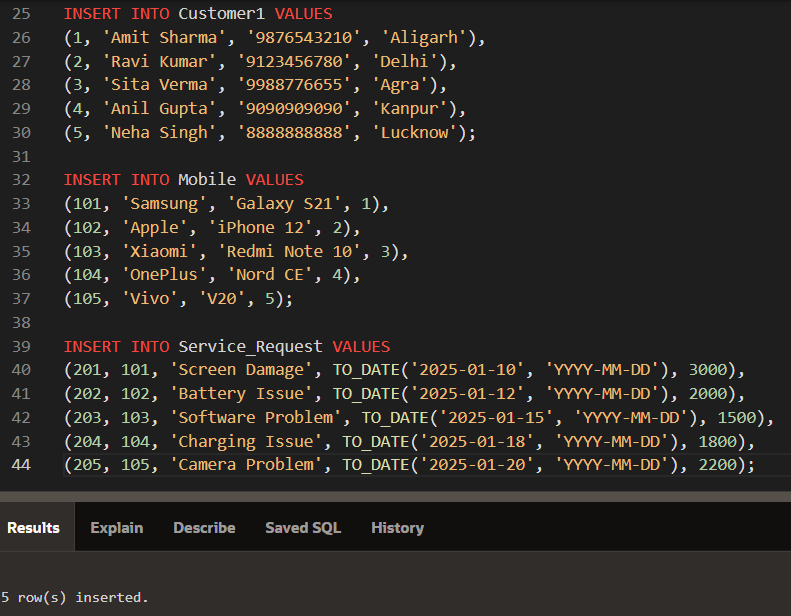 25 INSERT INTO Customer1 VALUES
26 (1, 'Amit Sharma', '9876543210', 'Aligarh'),
27 (2, 'Ravi Kumar', '9123456780', 'Delhi'),
28 (3, 'Sita Verma', '9988776655', 'Agra'),
29 (4, 'Anil Gupta', '9090909090', 'Kanpur'),
30 (5, 'Neha Singh', '8888888888', 'Lucknow');
31
32 INSERT INTO Mobile VALUES
33 (101, 'Samsung', 'Galaxy S21', 1),
34 (102, 'Apple', 'iPhone 12', 2),
35 (103, 'Xiaomi', 'Redmi Note 10', 3),
36 (104, 'OnePlus', 'Nord CE', 4),
37 (105, 'Vivo', 'V20', 5);
38
39 INSERT INTO Service_Request VALUES
40 (201, 101, 'Screen Damage', TO_DATE('2025-01-10', 'YYYY-MM-DD'), 3000),
41 (202, 102, 'Battery Issue', TO_DATE('2025-01-12', 'YYYY-MM-DD'), 2000),
42 (203, 103, 'Software Problem', TO_DATE('2025-01-15', 'YYYY-MM-DD'), 1500),
43 (204, 104, 'Charging Issue', TO_DATE('2025-01-18', 'YYYY-MM-DD'), 1800),
44 (205, 105, 'Camera Problem', TO_DATE('2025-01-20', 'YYYY-MM-DD'), 2200);
Results Explain Describe Saved SQL History
5 row(s) inserted.